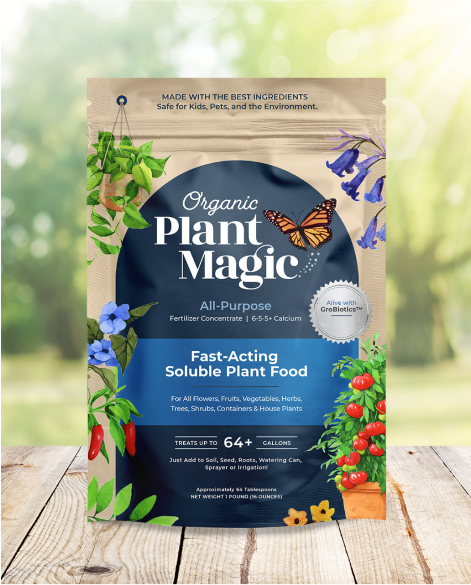 MADE WITH THE BEST INGREDIENTS
Safe for Kids, Pets, and the Environment.
Organic
Plant
Magic
All-Purpose
Fertilizer Concentrate | 6-5-5+ Calcium
Alive with
GroBiotics™
Fast-Acting
Soluble Plant Food
For All Flowers, Fruits, Vegetables, Herbs,
Trees, Shrubs, Containers & House Plants
TREATS UP TO 64+ GALLONS
Just Add to Soil, Seed, Roots, Watering Can,
Sprayer or Irrigation!
Approximately 64 Tablespoons
NET WEIGHT 1 POUND (16 OUNCES)